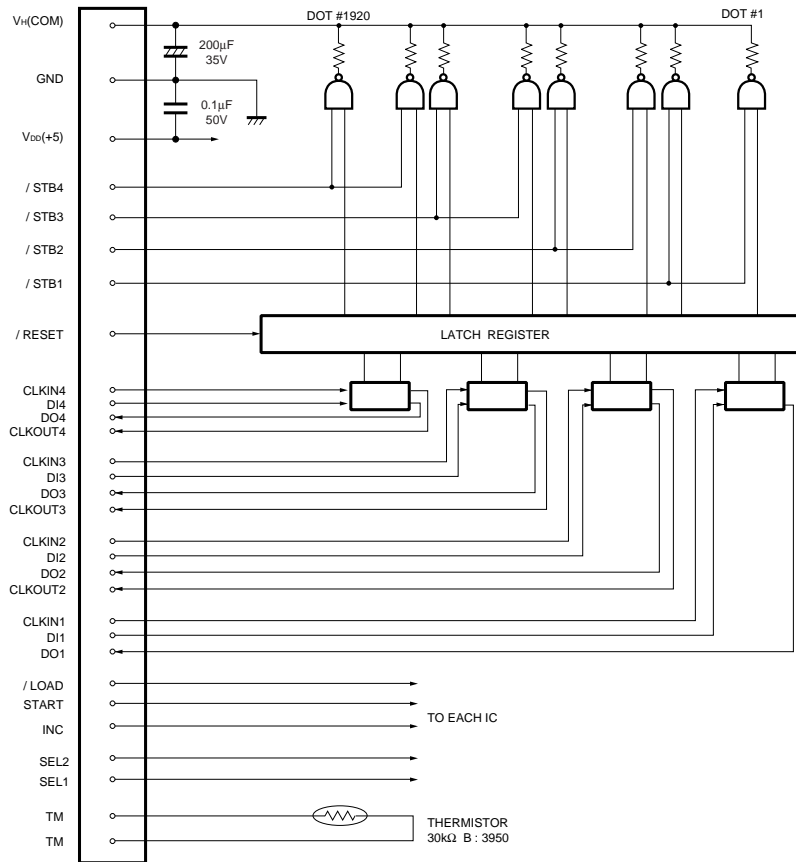 VH(COM)
DOT #1920
DOT #1
200µF
35V
GND
0.1µF
50V
VDD(+5)
/ STB4
/ STB3
/ STB2
/ STB1
/ RESET
LATCH REGISTER
CLKIN4
DI4
DO4
CLKOUT4
CLKIN3
DI3
DO3
CLKOUT3
CLKIN2
DI2
DO2
CLKOUT2
CLKIN1
DI1
DO1
/ LOAD
START
TO EACH IC
INC
SEL2
SEL1
TM
THERMISTOR
30kΩ B : 3950
TM